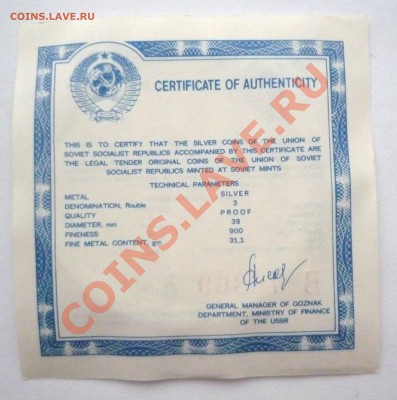 COINS.LAVE.RU
CERTIFICATE OF AUTHENTICITY
THIS IS TO CERTIFY THAT THE SILVER COINS OF THE UNION OF
SOVIET SOCIALIST REPUBLICS ACCOMPANIED BY THIS CERTIFICATE ARE
THE LEGAL TENDER ORIGINAL COINS OF THE UNION OF SOVIET
SOCIALIST REPUBLICS MINTED AT SOVIET MINTS
TECHNICAL PARAMETERS
METAL SILVER
DENOMINATION, Rouble 3
QUALITY PROOF
DIAMETER, mm 39
FINENESS 900
FINE METAL CONTENT, gm 31,1
GENERAL MANAGER OF GOZNAK
DEPARTMENT, MINISTRY OF FINANCE
OF THE USSR
COINS.LAVE.RU
COINS.LAVE.RU